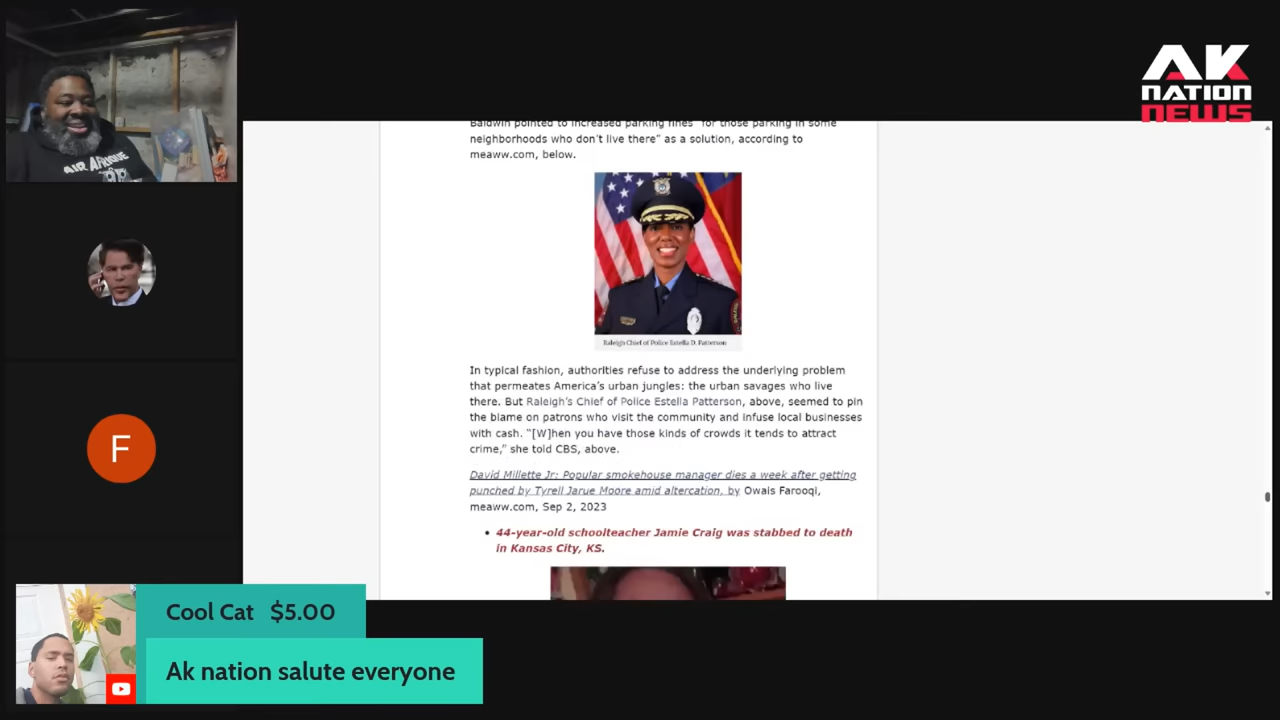 AK
NATION
NEWS
AIR AFRIQUE
Baldwin pointed to increased parking fines "for those parking in some
neighborhoods who don't live there" as a solution, according to
meaww.com, below.
Raleigh Chief of Police Estella D. Patterson
In typical fashion, authorities refuse to address the underlying problem
that permeates America's urban jungles: the urban savages who live
there. But Raleigh's Chief of Police Estella Patterson, above, seemed to pin
the blame on patrons who visit the community and infuse local businesses
with cash. "[W]hen you have those kinds of crowds it tends to attract
crime," she told CBS, above.
David Millette Jr: Popular smokehouse manager dies a week after getting
punched by Tyrell Jarue Moore amid altercation, by Owais Farooqi,
meaww.com, Sep 2, 2023
• 44-year-old schoolteacher Jamie Craig was stabbed to death
in Kansas City, KS.
F
Cool Cat $5.00
Ak nation salute everyone